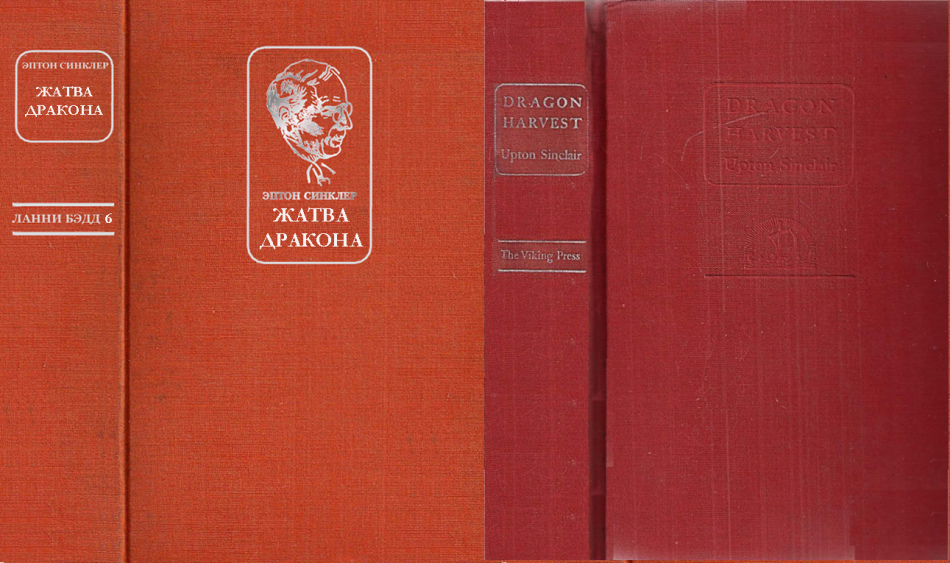 ЭПТОН СИНКЛЕР
ЖАТВА
ДРАКОНА
ЛАННИ БЭДД 6
ЭПТОН СИНКЛЕР
ЖАТВА
ДРАКОНА
DRAGON
HARVEST
Upton Sinclair
The Viking Press
DRAGON
HARVEST
Upton Sinclair